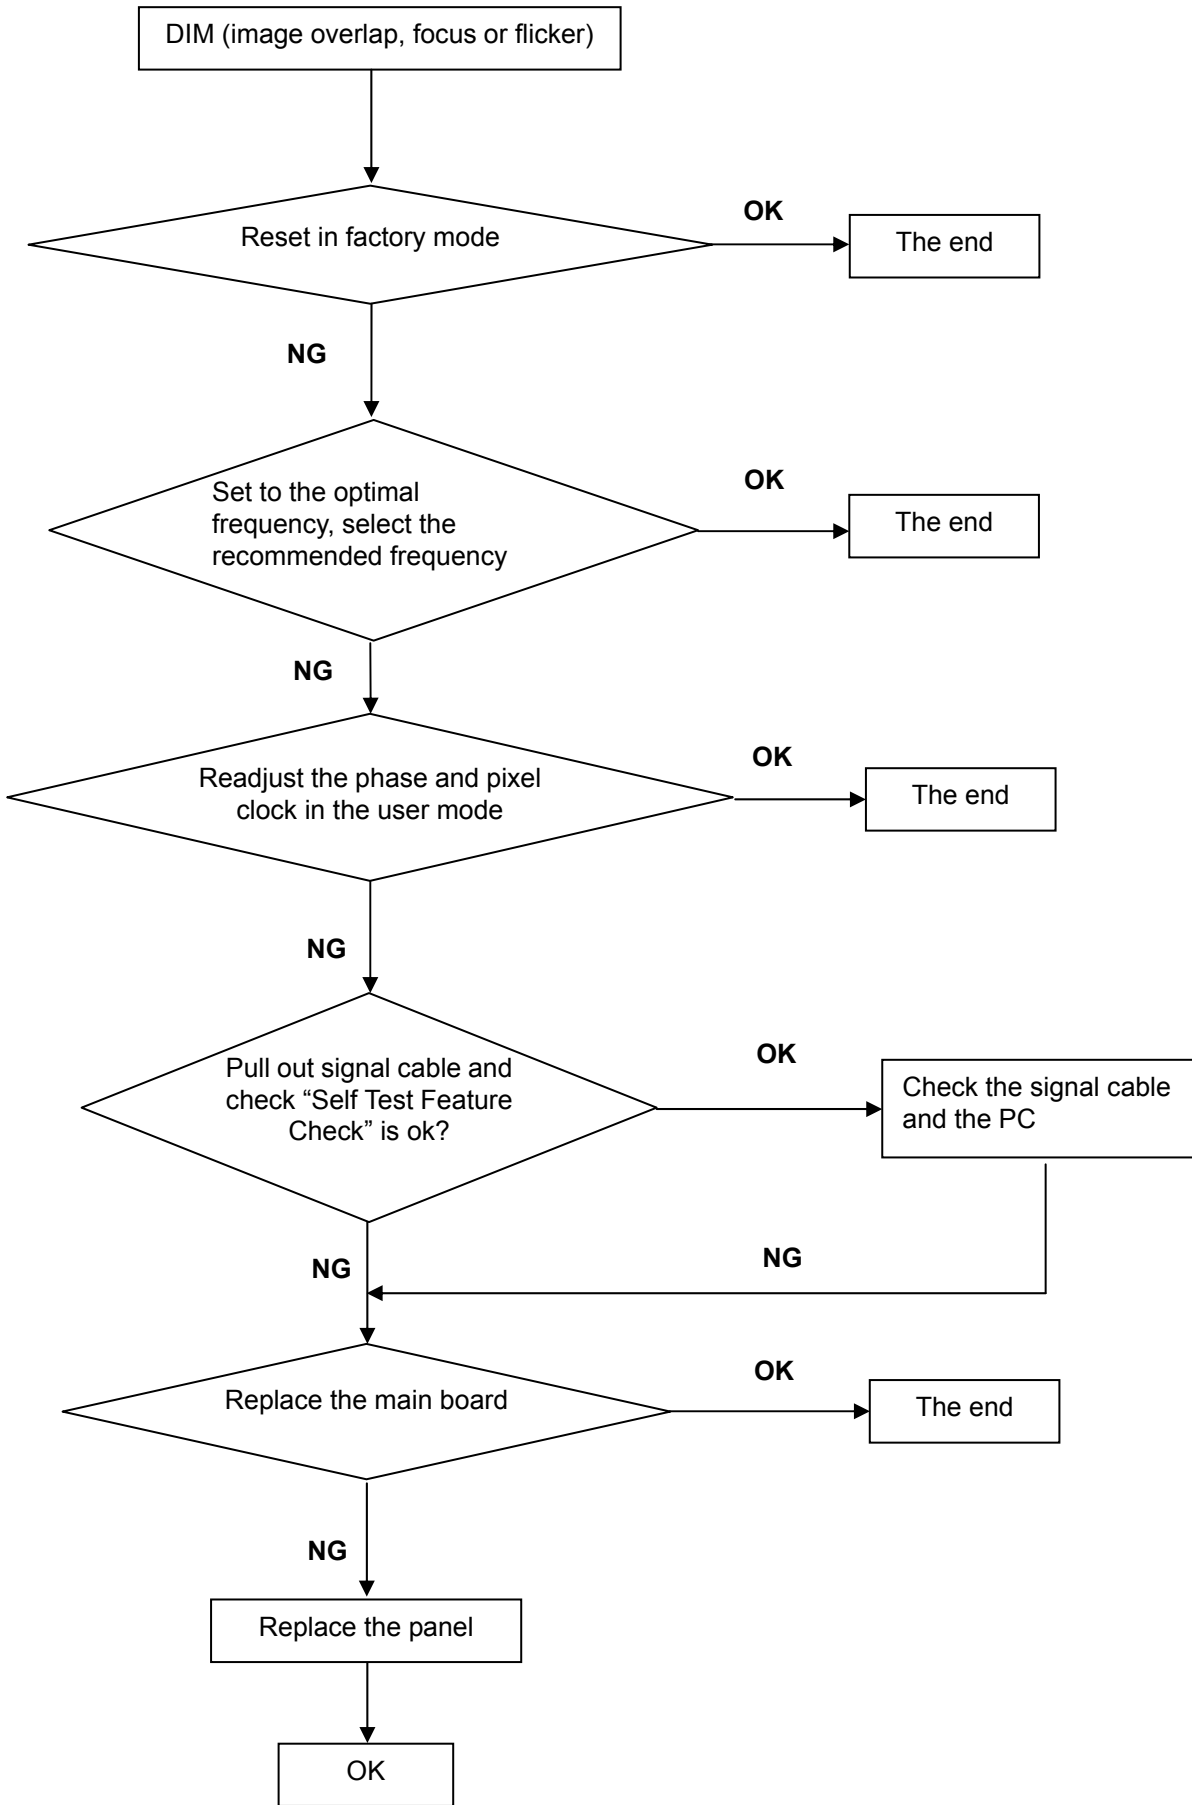 DIM (image overlap, focus or flicker)
OK
Reset in factory mode
The end
NG
OK
Set to the optimal
frequency, select the
recommended frequency
The end
NG
OK
Readjust the phase and pixel
clock in the user mode
The end
NG
OK
Pull out signal cable and
check “Self Test Feature
Check” is ok?
Check the signal cable
and the PC
NG
NG
OK
Replace the main board
The end
NG
Replace the panel
OK